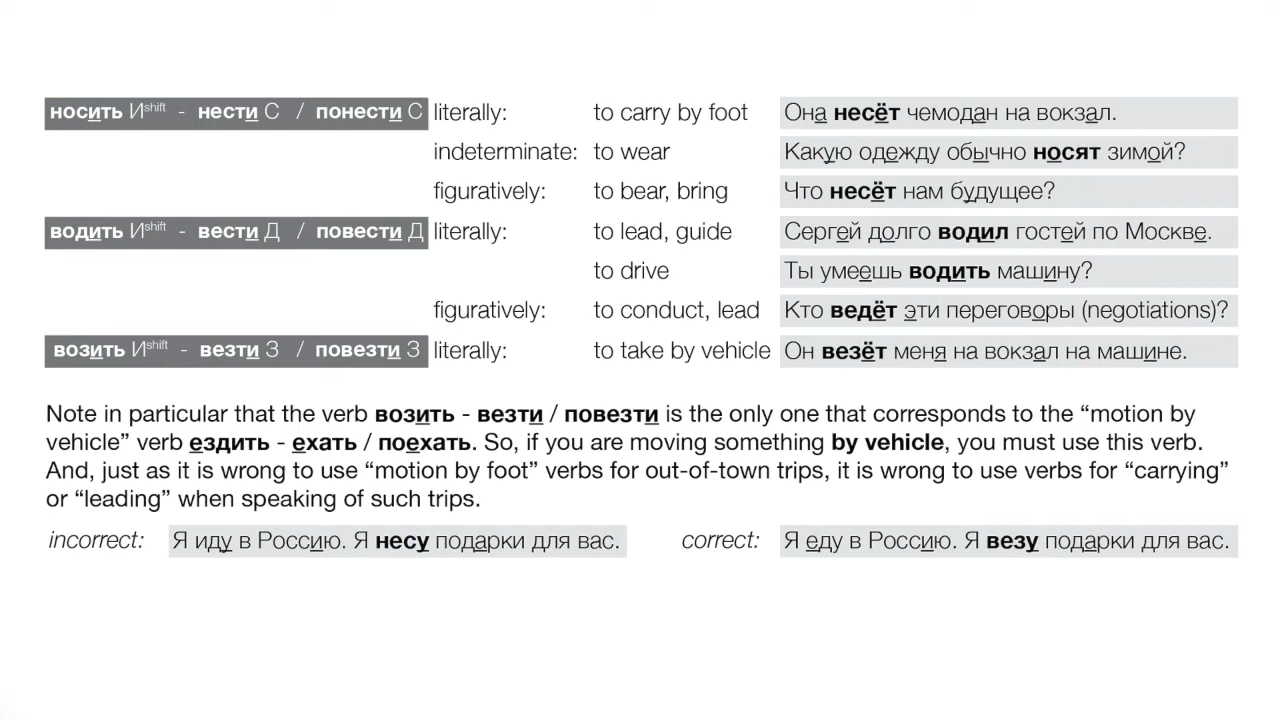 носить Иshift - нести С / понести С literally: to carry by foot Она несёт чемодан на вокзал.
indeterminate: to wear Какую одежду обычно носят зимой?
figuratively: to bear, bring Что несёт нам будущее?
водить Иshift - вести Д / повести Д literally: to lead, guide Сергей долго водил гостей по Москве.
to drive Ты умеешь водить машину?
figuratively: to conduct, lead Кто ведёт эти переговоры (negotiations)?
возить Иshift - везти З / повезти З literally: to take by vehicle Он везёт меня на вокзал на машине.
Note in particular that the verb возить - везти / повезти is the only one that corresponds to the “motion by
vehicle” verb ездить - ехать / поехать. So, if you are moving something by vehicle, you must use this verb.
And, just as it is wrong to use “motion by foot” verbs for out-of-town trips, it is wrong to use verbs for “carrying”
or “leading” when speaking of such trips.
incorrect: Я иду в Россию. Я несу подарки для вас. correct: Я еду в Россию. Я везу подарки для вас.